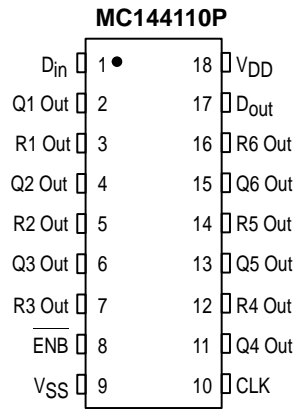 MC144110P
Din 1 18 VDD
Q1 Out 2 17 Dout
R1 Out 3 16 R6 Out
Q2 Out 4 15 Q6 Out
R2 Out 5 14 R5 Out
Q3 Out 6 13 Q5 Out
R3 Out 7 12 R4 Out
ENB 8 11 Q4 Out
VSS 9 10 CLK